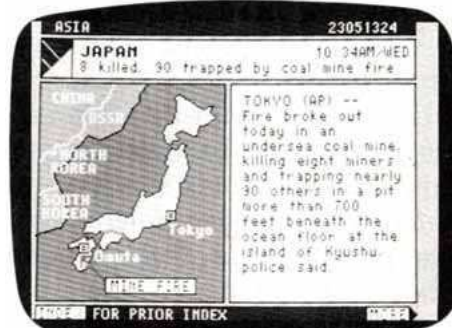 ASIA 23051324
JAPAN 10:34AM/WED
8 killed, 90 trapped by coal mine fire
CHINA
USSR
NORTH
KOREA
SOUTH
KOREA
Tokyo
Omuta
MINE FIRE
TOKYO (AP) --
Fire broke out
today in an
undersea coal mine,
killing eight miners
and trapping nearly
90 others in a pit
more than 700
feet beneath the
ocean floor at the
island of Kyushu,
police said.
FOR PRIOR INDEX